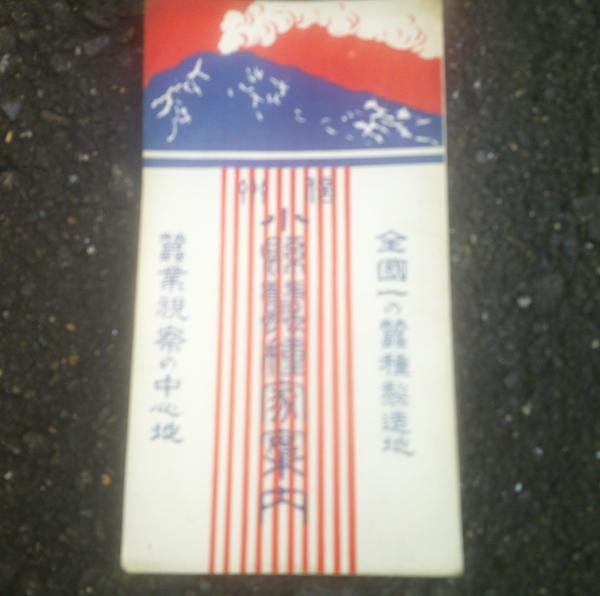 信州
全國一の蠶種製造地
小縣蠶種家案內
蠶業視察の中心地